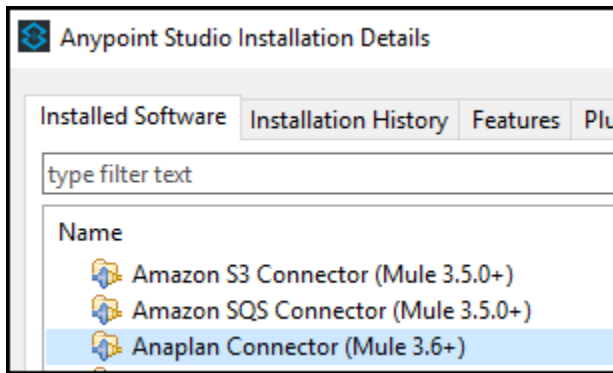 Anypoint Studio Installation Details
Installed Software Installation History Features Plu
type filter text
Name
Amazon S3 Connector (Mule 3.5.0+)
Amazon SQS Connector (Mule 3.5.0+)
Anaplan Connector (Mule 3.6+)